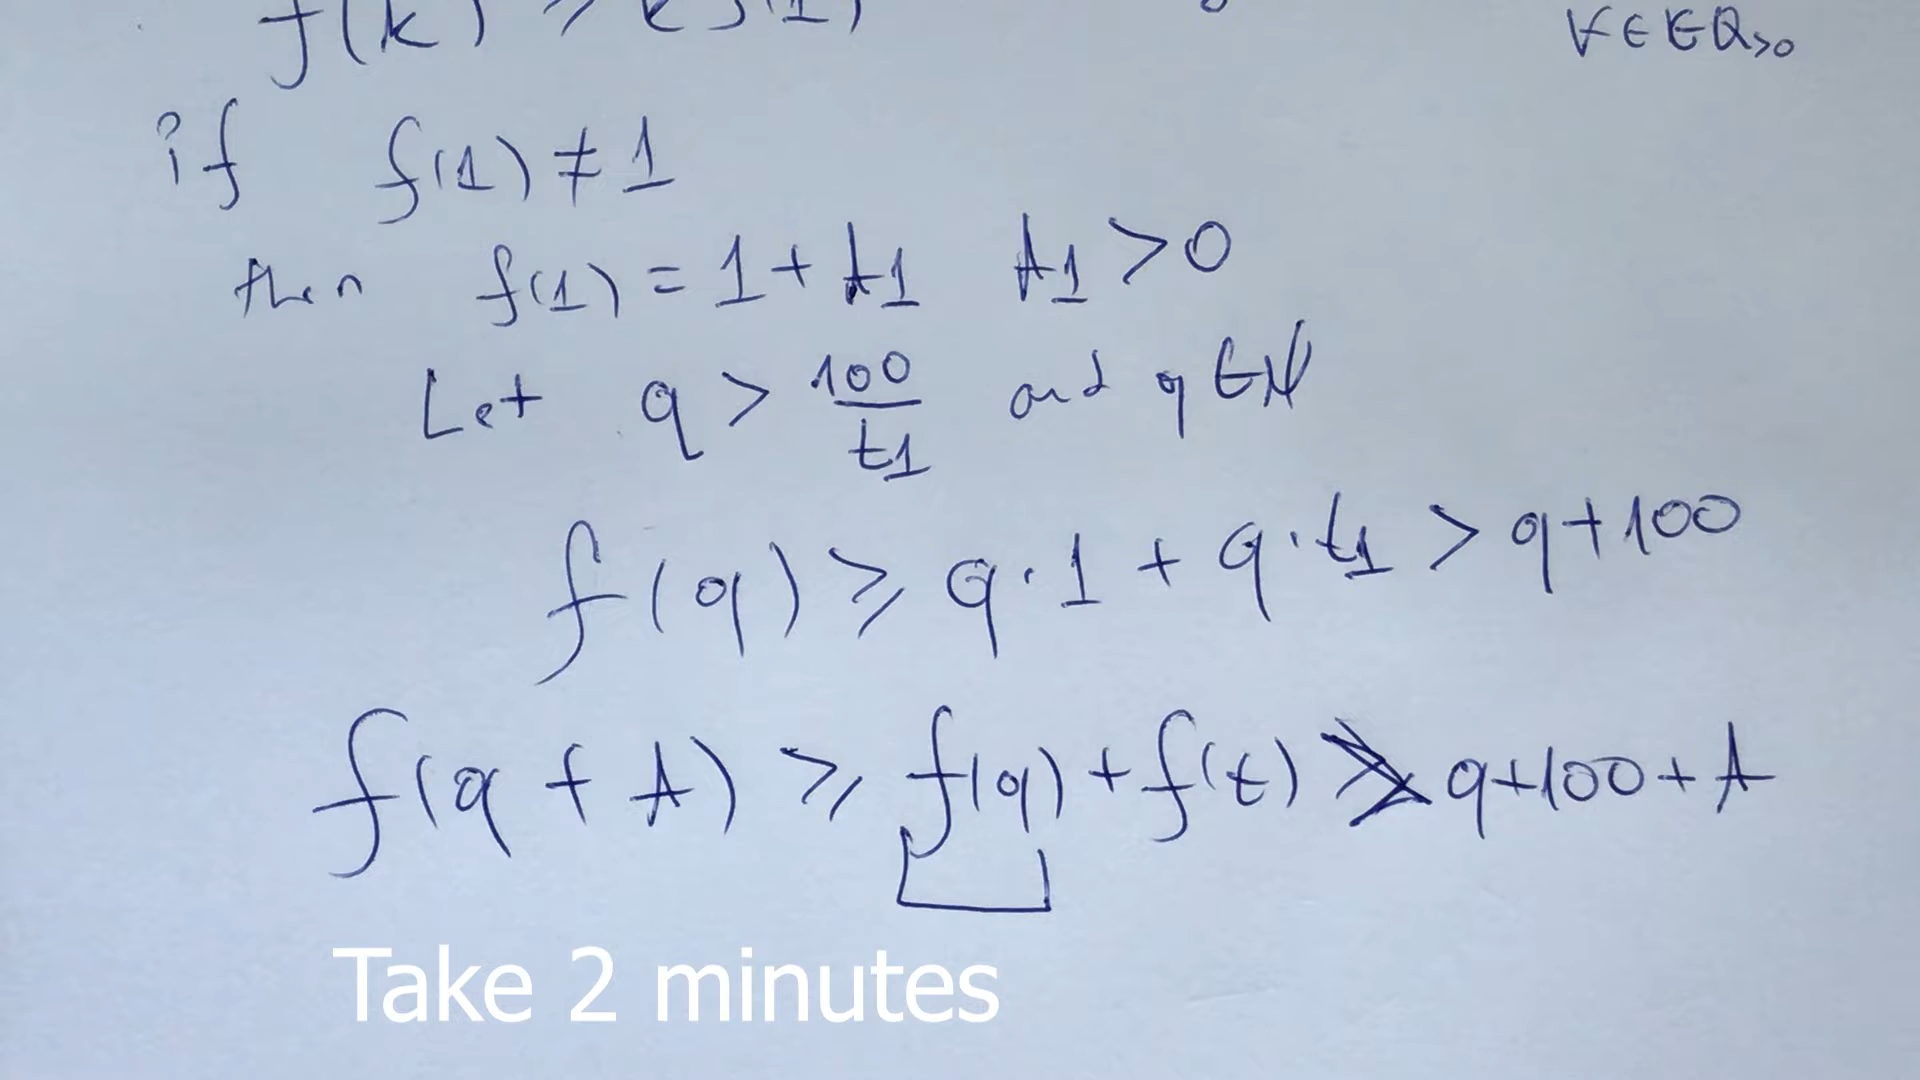 f(k) ≥ k f(1)
∀ t ∈ Q>0
if f(1) ≠ 1
then f(1) = 1 + t1 t1 > 0
Let q > 100/t1 and q ∈ N
f(q) ≥ q·1 + q·t1 > q+100
f(q + t) ≥ f(q) + f(t) > q+100+t
Take 2 minutes